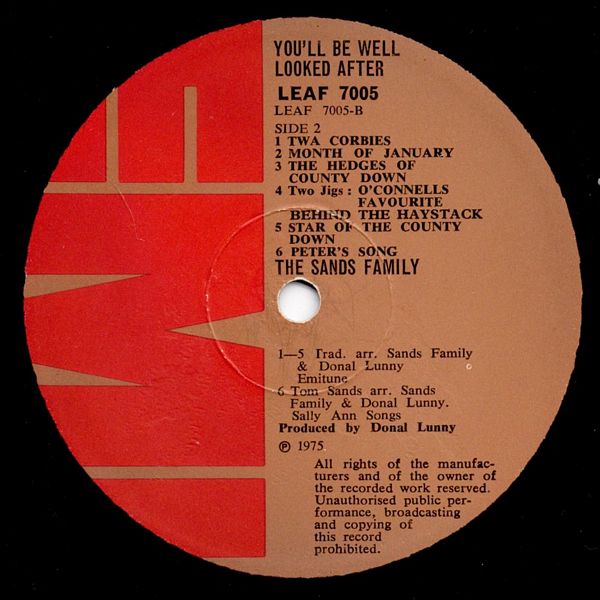 YOU'LL BE WELL
LOOKED AFTER
LEAF 7005
LEAF 7005-B
SIDE 2
1 TWA CORBIES
2 MONTH OF JANUARY
3 THE HEDGES OF
COUNTY DOWN
4 Two Jigs: O'CONNELLS
FAVOURITE
BEHIND THE HAYSTACK
5 STAR OF THE COUNTY
DOWN
6 PETER'S SONG
THE SANDS FAMILY
1—5 Trad. arr. Sands Family
& Donal Lunny
Emitune
6 Tom Sands arr. Sands
Family & Donal Lunny.
Sally Ann Songs
Produced by Donal Lunny
℗ 1975
All rights of the manufac-
turers and of the owner of
the recorded work reserved.
Unauthorised public per-
formance, broadcasting
and copying of
this record
prohibited.
EMI